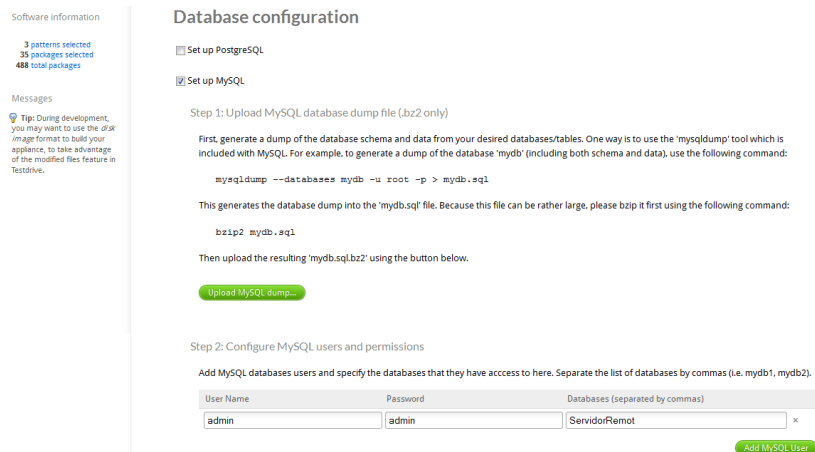 Software information
3 patterns selected
35 packages selected
488 total packages
Messages
Tip: During development,
you may want to use the disk
image format to build your
appliance, to take advantage
of the modified files feature in
Testdrive.
Database configuration
Set up PostgreSQL
Set up MySQL
Step 1: Upload MySQL database dump file (.bz2 only)
First, generate a dump of the database schema and data from your desired databases/tables. One way is to use the 'mysqldump' tool which is
included with MySQL. For example, to generate a dump of the database 'mydb' (including both schema and data), use the following command:
mysqldump --databases mydb -u root -p > mydb.sql
This generates the database dump into the 'mydb.sql' file. Because this file can be rather large, please bzip it first using the following command:
bzip2 mydb.sql
Then upload the resulting 'mydb.sql.bz2' using the button below.
Upload MySQL dump...
Step 2: Configure MySQL users and permissions
Add MySQL databases users and specify the databases that they have acccess to here. Separate the list of databases by commas (i.e. mydb1, mydb2).
User Name Password Databases (separated by commas)
admin admin ServidorRemot ×
Add MySQL User